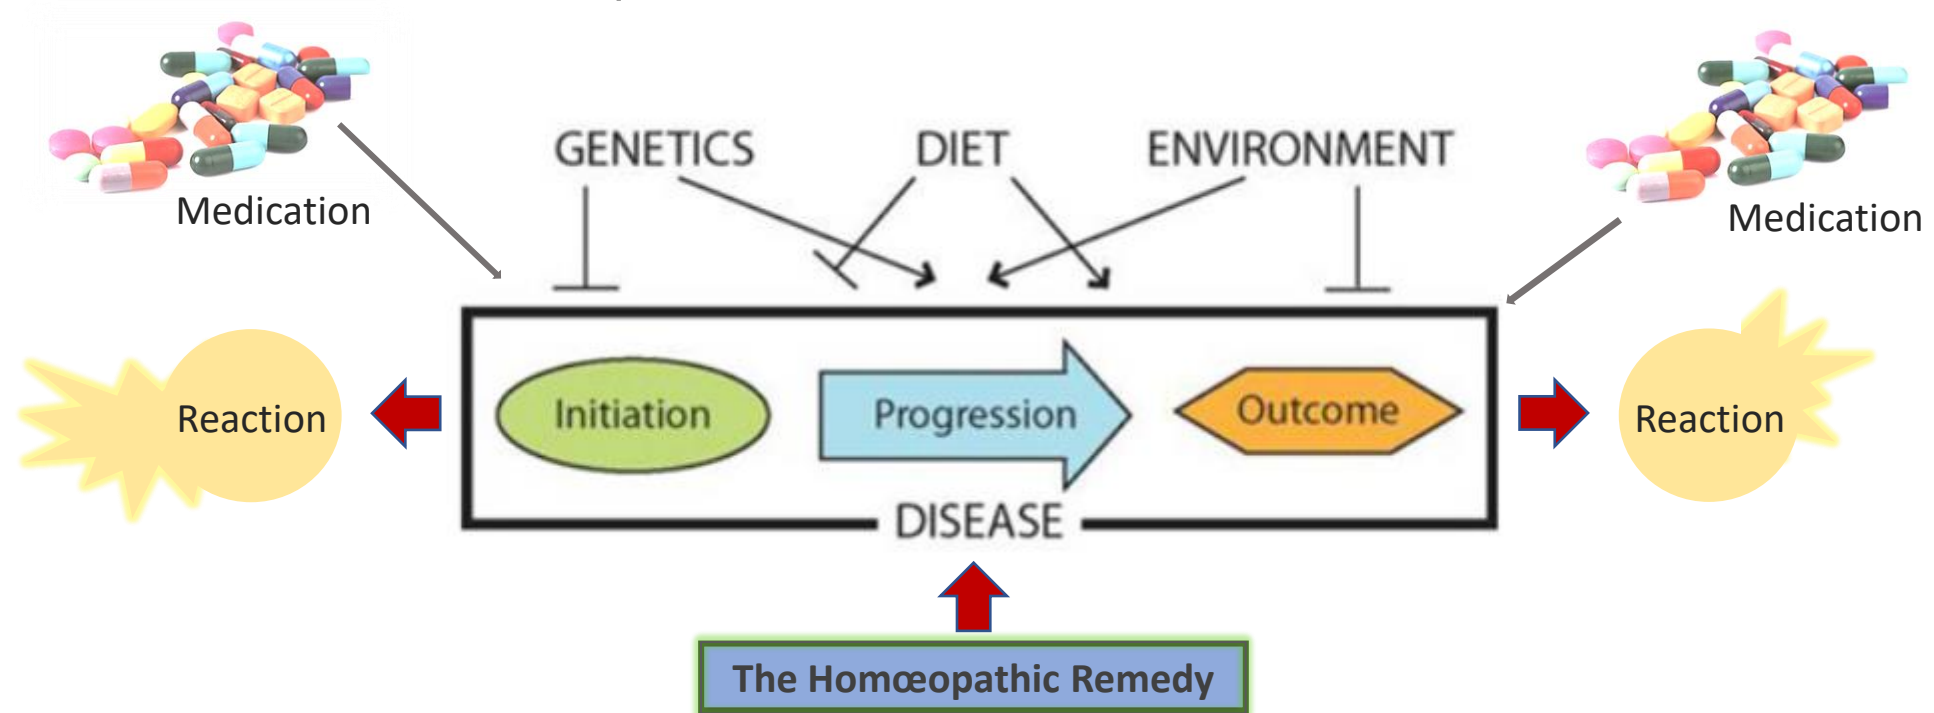 GENETICS
DIET
ENVIRONMENT
Medication
Medication
Reaction
Initiation
Progression
Outcome
Reaction
DISEASE
The Homœopathic Remedy